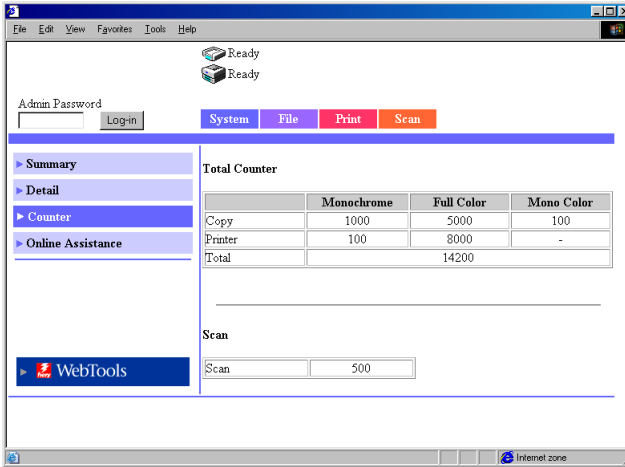 File Edit View Favorites Tools Help
Ready
Ready
Admin Password
Log-in
System File Print Scan
Summary
Detail
Counter
Online Assistance
Total Counter
Monochrome Full Color Mono Color
Copy 1000 5000 100
Printer 100 8000 -
Total 14200
Scan
Scan 500
WebTools
Internet zone